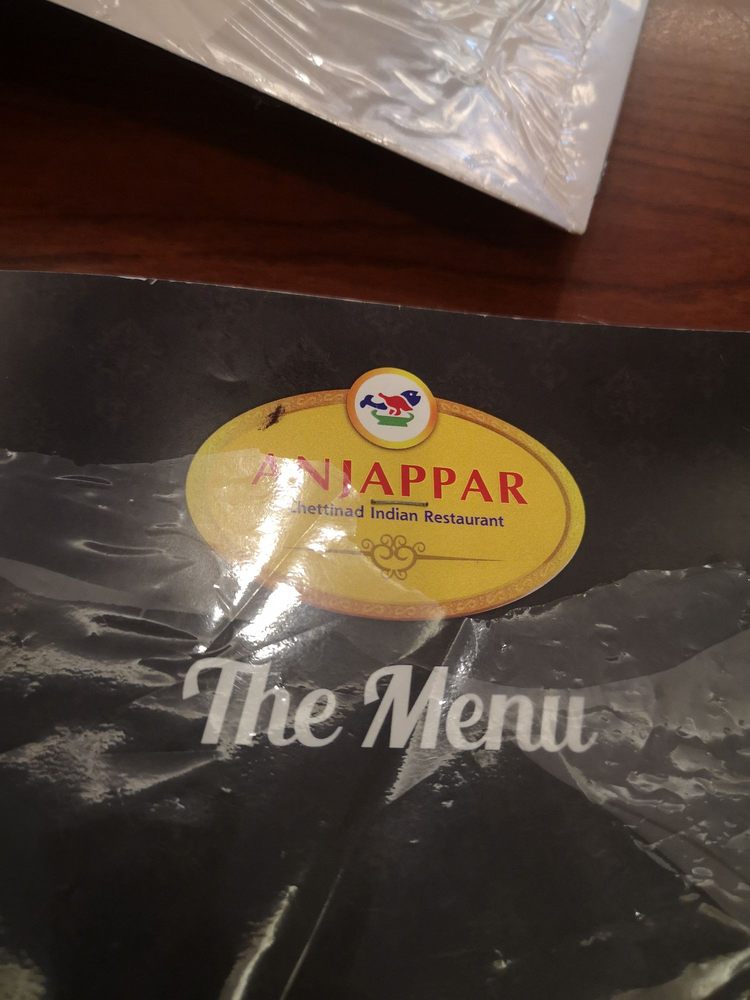 ANJAPPAR
Chettinad Indian Restaurant
The Menu